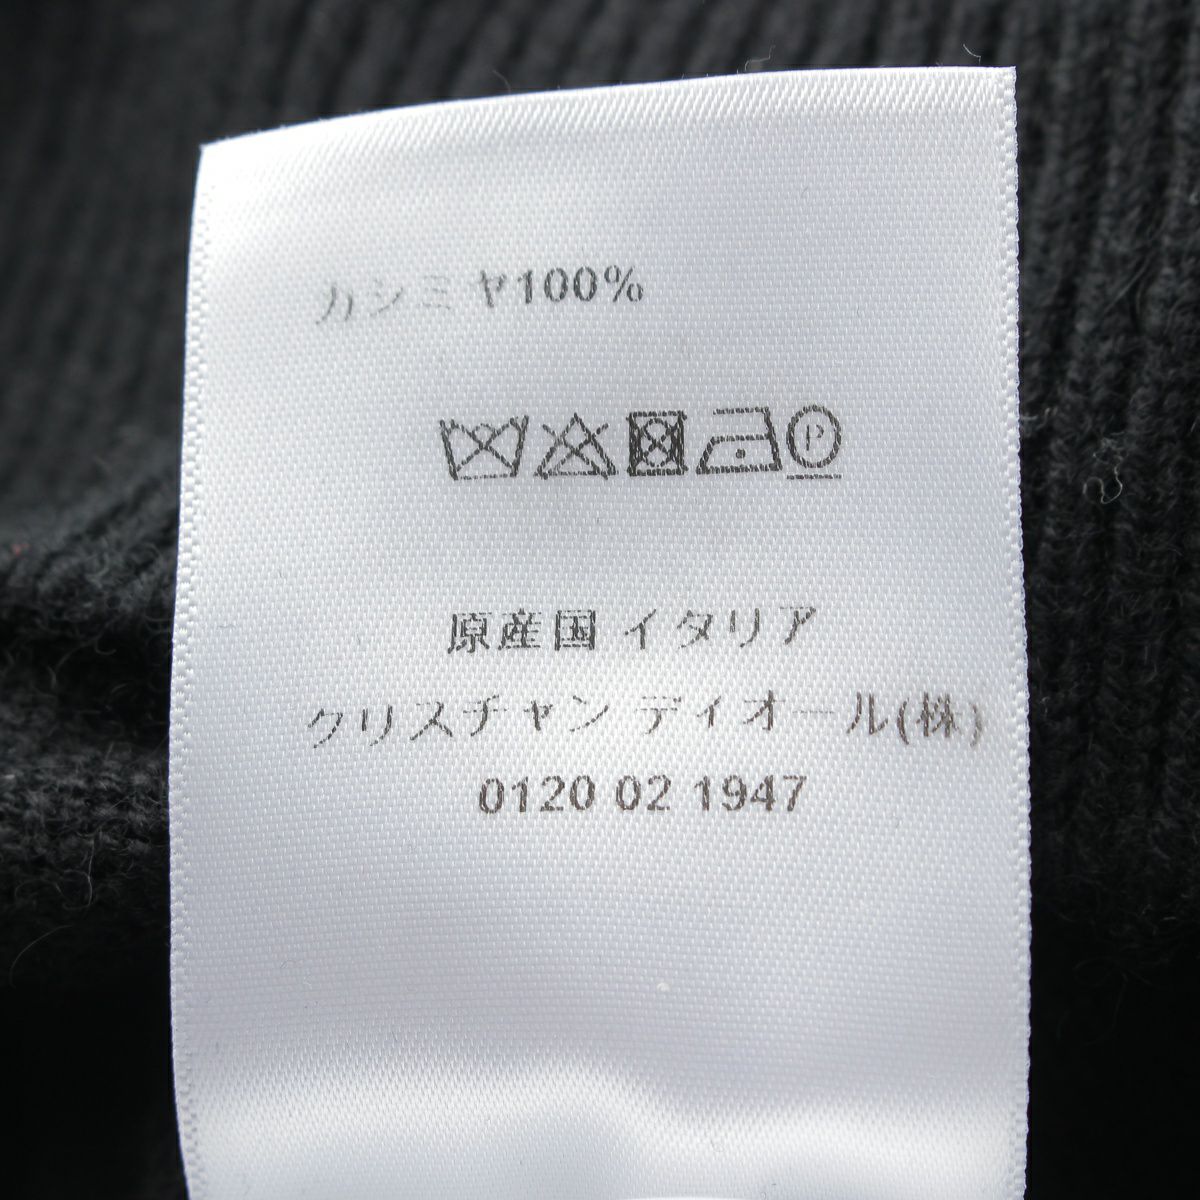 カシミヤ100%
P
原産国 イタリア
クリスチャン ディオール(株)
0120 02 1947